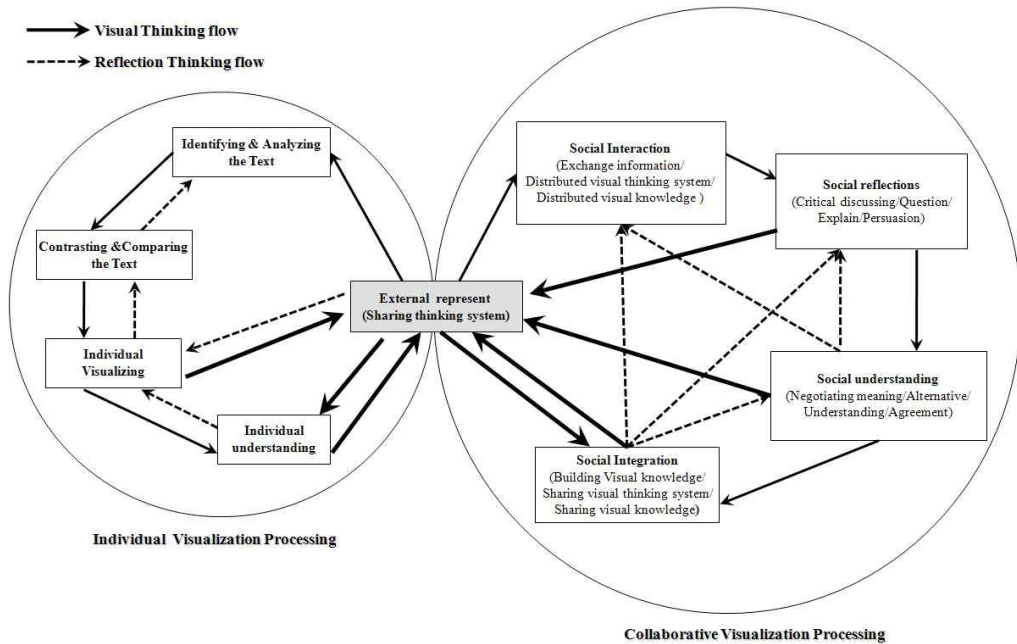 Visual Thinking flow
Reflection Thinking flow
Identifying & Analyzing
the Text
Contrasting &Comparing
the Text
Individual
Visualizing
Individual
understanding
External represent
(Sharing thinking system)
Social Interaction
(Exchange information/
Distributed visual thinking system/
Distributed visual knowledge )
Social reflections
(Critical discussing/Question/
Explain/Persuasion)
Social understanding
(Negotiating meaning/Alternative/
Understanding/Agreement)
Social Integration
(Building Visual knowledge/
Sharing visual thinking system/
Sharing visual knowledge)
Individual Visualization Processing
Collaborative Visualization Processing